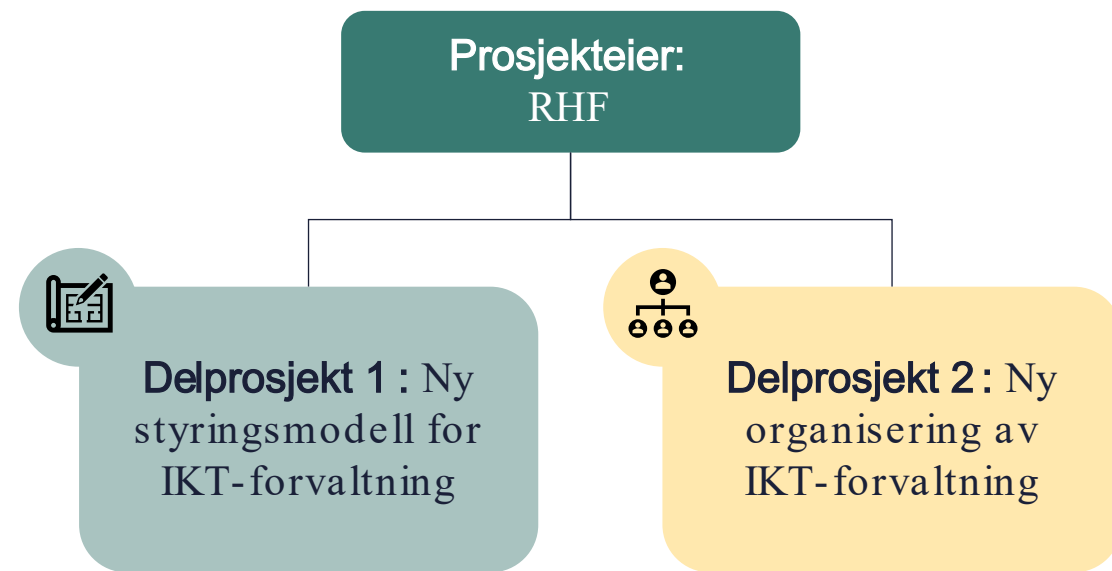 Prosjekteier:
RHF
Delprosjekt 1 : Ny
styringsmodell for
IKT-forvaltning
Delprosjekt 2 : Ny
organisering av
IKT-forvaltning